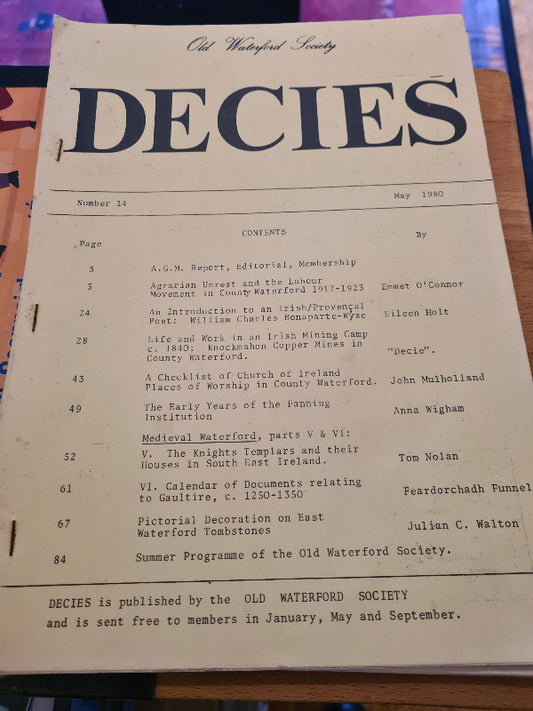 Old Waterford Society
DECIES
Number 14 May 1980
CONTENTS
Page By
3 A.G.M. Report, Editorial, Membership
5 Agrarian Unrest and the Labour
Movement in County Waterford 1917-1923 Emmet O'Connor
24 An Introduction to an Irish/Provençal
Poet: William Charles Bonaparte-Wyse Eileen Holt
28 Life and Work in an Irish Mining Camp
c. 1840: Knockmahon Copper Mines in
County Waterford. "Decie".
43 A Checklist of Church of Ireland
Places of Worship in County Waterford. John Mulholland
49 The Early Years of the Fanning
Institution Anna Wigham
Medieval Waterford, parts V & VI:
52 V. The Knights Templars and their
Houses in South East Ireland. Tom Nolan
61 VI. Calendar of Documents relating
to Gaultire, c. 1250-1350 Feardorchadh Funnel
67 Pictorial Decoration on East
Waterford Tombstones Julian C. Walton
84 Summer Programme of the Old Waterford Society.
DECIES is published by the OLD WATERFORD SOCIETY
and is sent free to members in January, May and September.